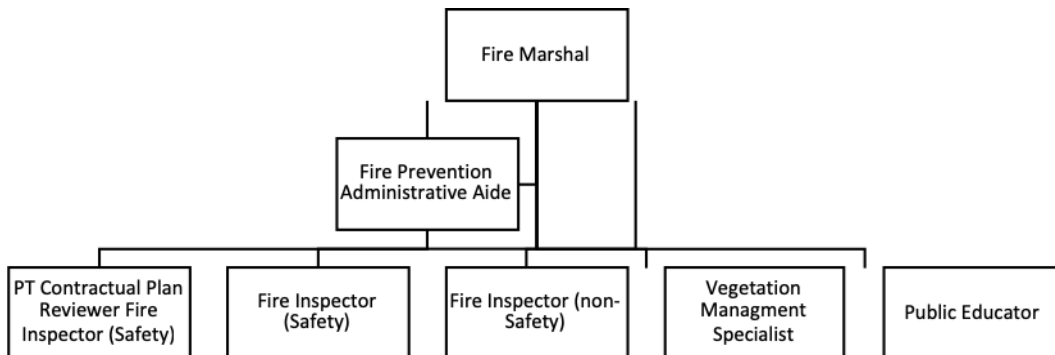 Fire Marshal
Fire Prevention
Administrative Aide
PT Contractual Plan
Reviewer Fire
Inspector (Safety)
Fire Inspector
(Safety)
Fire Inspector (non-
Safety)
Vegetation
Managment
Specialist
Public Educator